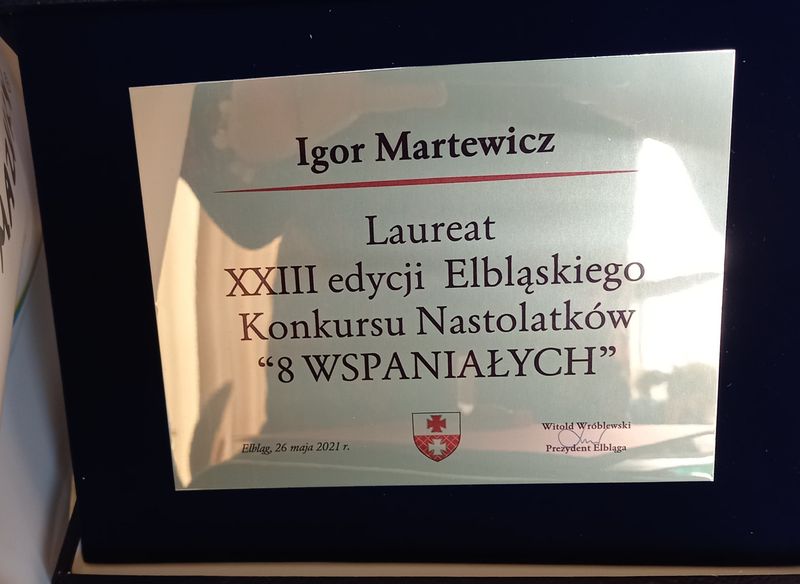 Igor Martewicz
Laureat
XXIII edycji Elbląskiego
Konkursu Nastolatków
“8 WSPANIAŁYCH”
Elbląg, 26 maja 2021 r.
Witold Wróblewski
Prezydent Elbląga